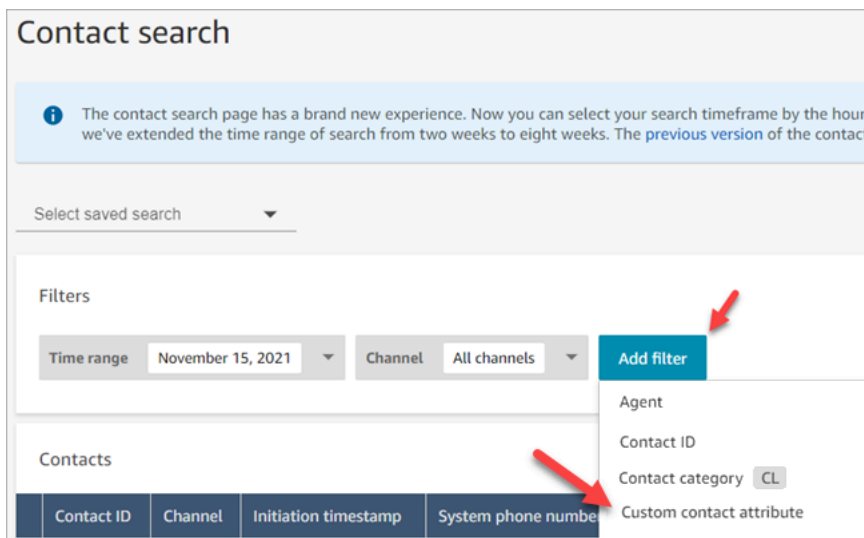 Contact search
The contact search page has a brand new experience. Now you can select your search timeframe by the hour
we've extended the time range of search from two weeks to eight weeks. The previous version of the contac
Select saved search
Filters
Time range November 15, 2021 Channel All channels Add filter
Agent
Contact ID
Contact category CL
Custom contact attribute
Contacts
Contact ID Channel Initiation timestamp System phone number